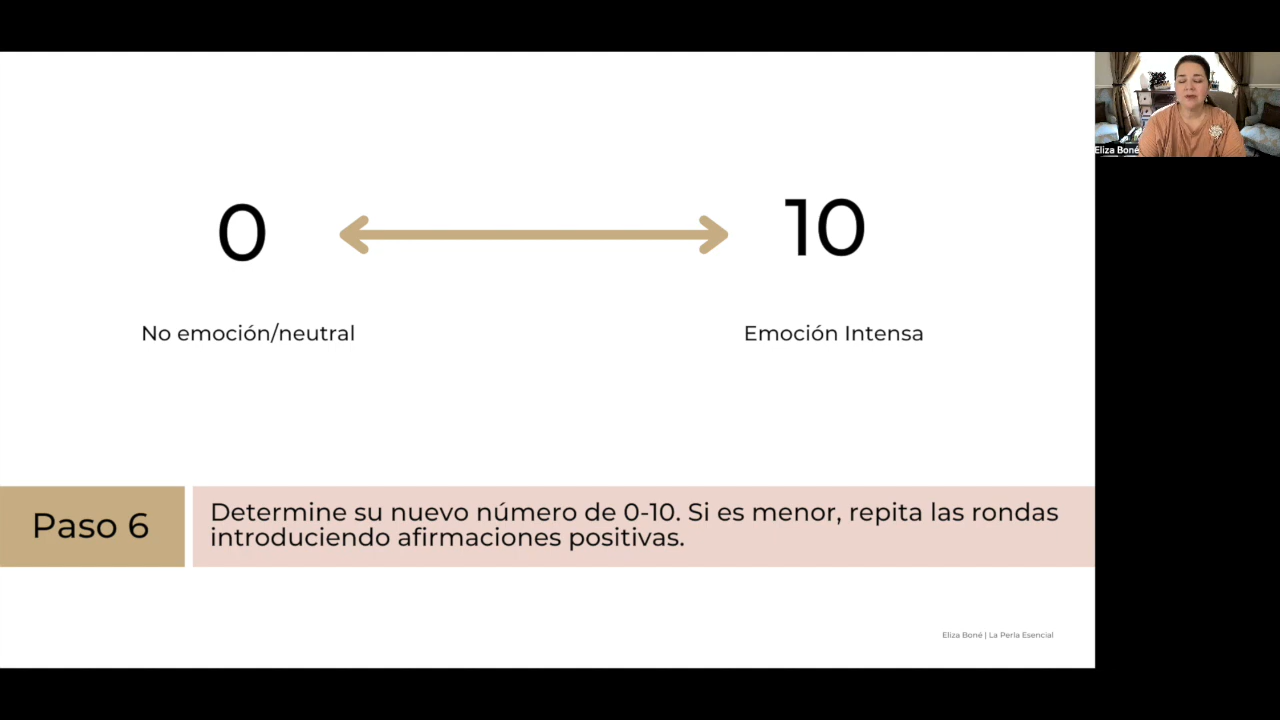 Eliza Boné
0
10
No emoción/neutral
Emoción Intensa
Paso 6
Determine su nuevo número de 0-10. Si es menor, repita las rondas
introduciendo afirmaciones positivas.
Eliza Boné | La Perla Esencial